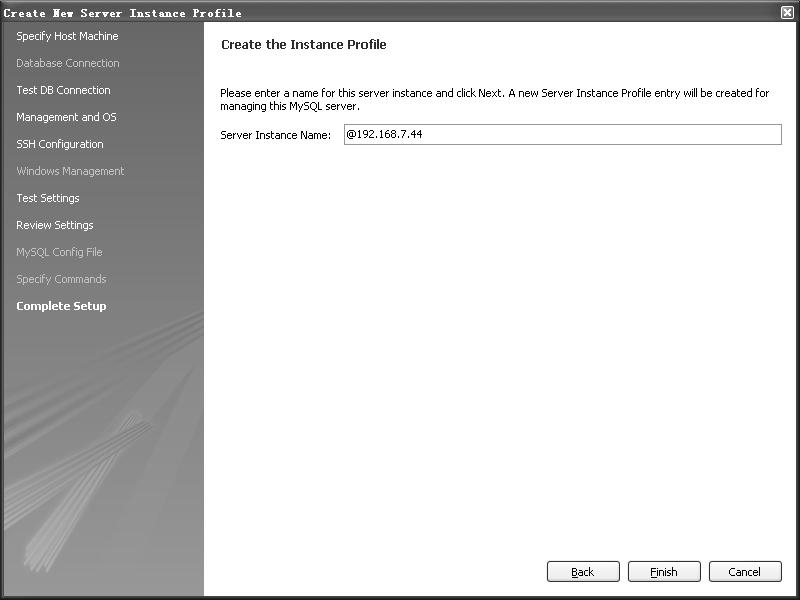 Create New Server Instance Profile
Specify Host Machine
Database Connection
Test DB Connection
Management and OS
SSH Configuration
Windows Management
Test Settings
Review Settings
MySQL Config File
Specify Commands
Complete Setup
Create the Instance Profile
Please enter a name for this server instance and click Next. A new Server Instance Profile entry will be created for
managing this MySQL server.
Server Instance Name: @192.168.7.44
Back Finish Cancel